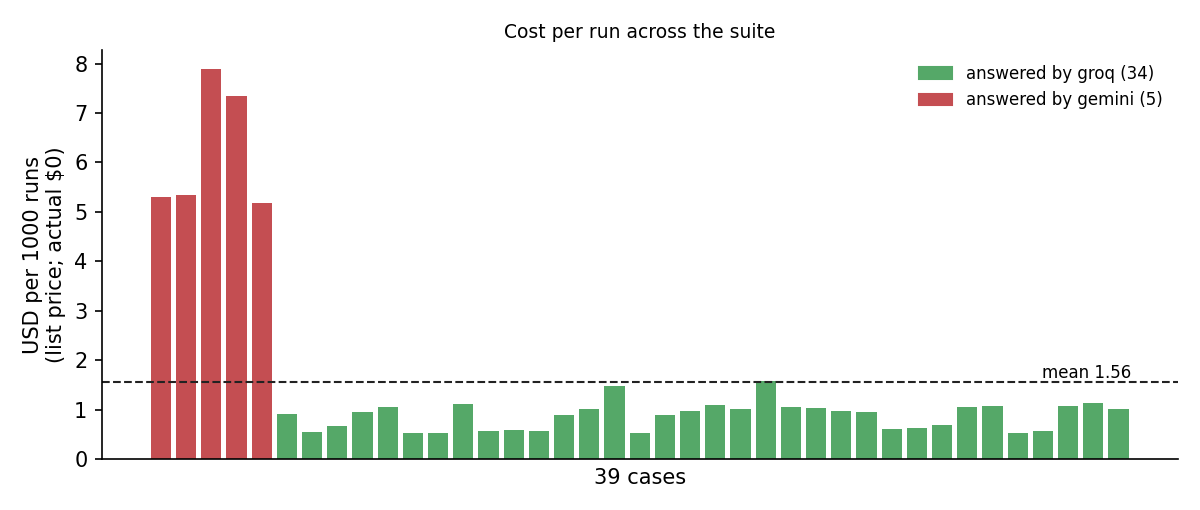 Cost per run across the suite
answered by groq (34)
answered by gemini (5)
USD per 1000 runs
(list price; actual $0)
8
7
6
5
4
3
2
1
0
mean 1.56
39 cases